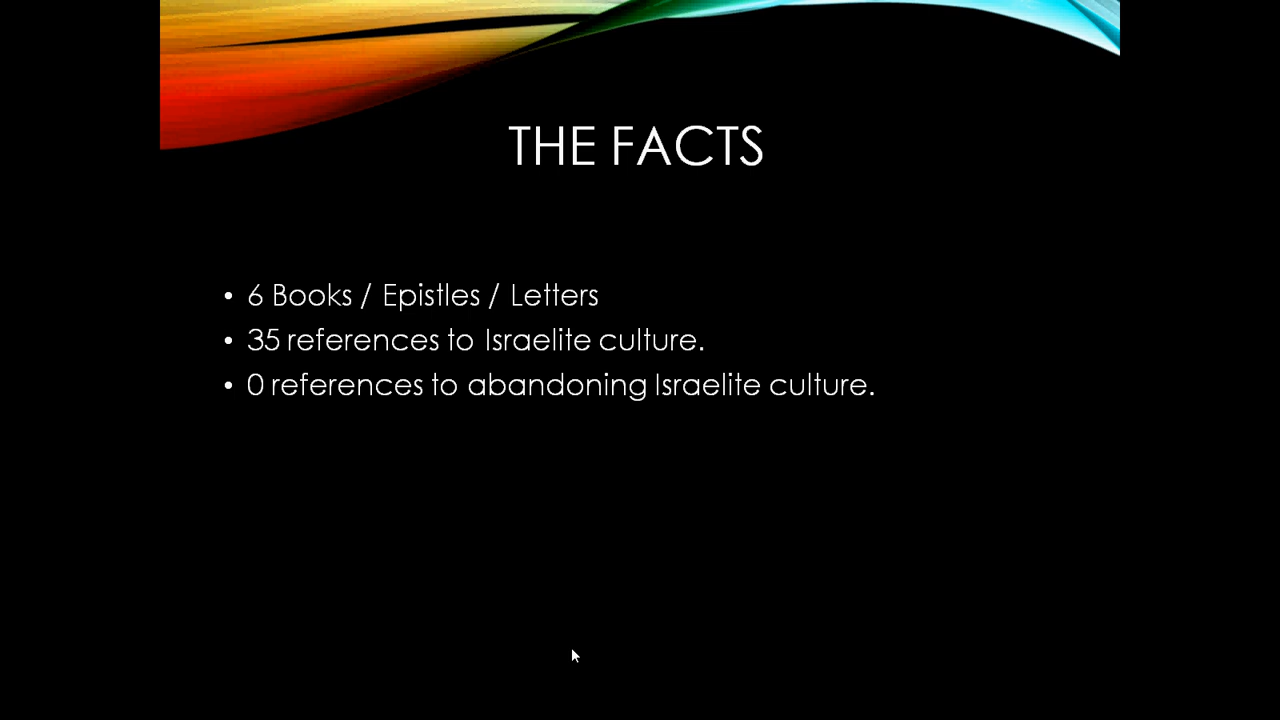 THE FACTS
• 6 Books / Epistles / Letters
• 35 references to Israelite culture.
• 0 references to abandoning Israelite culture.